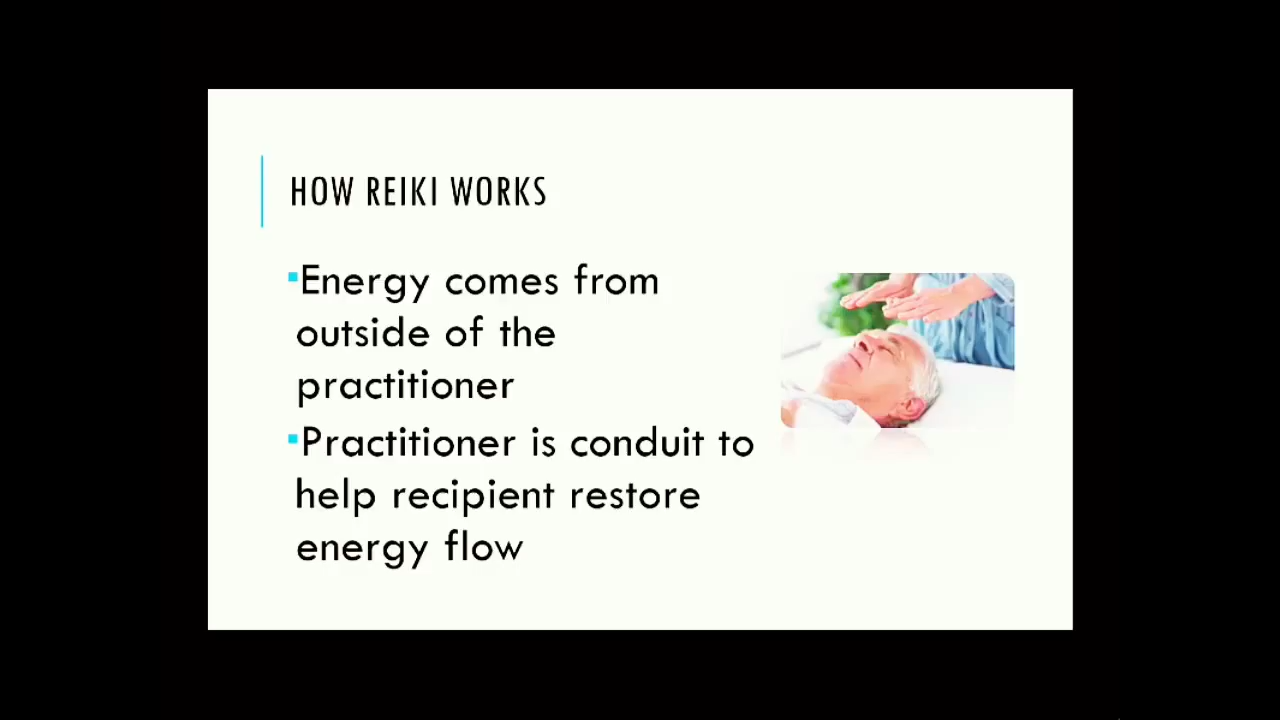 HOW REIKI WORKS
▪Energy comes from
outside of the
practitioner
▪Practitioner is conduit to
help recipient restore
energy flow